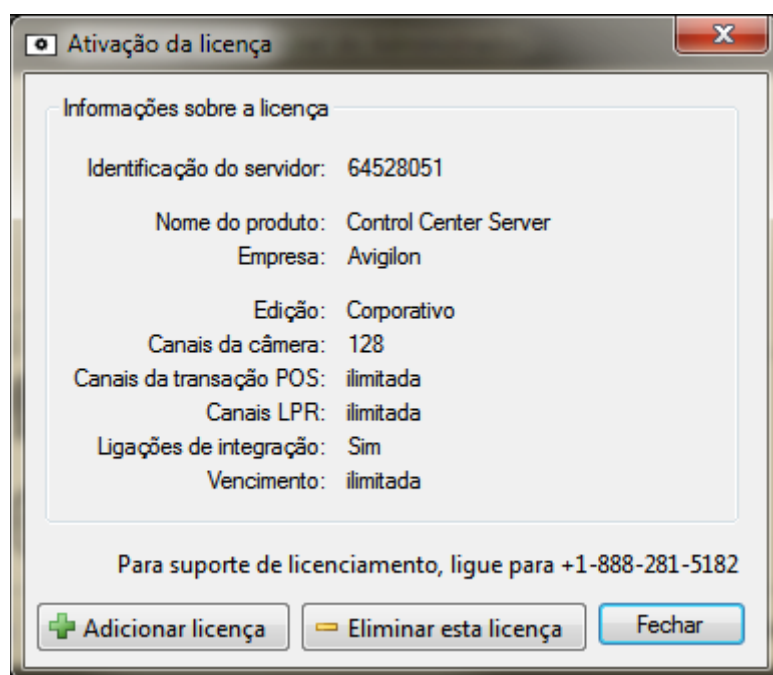 Ativação da licença
Informações sobre a licença
Identificação do servidor: 64528051
Nome do produto: Control Center Server
Empresa: Avigilon
Edição: Corporativo
Canais da câmera: 128
Canais da transação POS: ilimitada
Canais LPR: ilimitada
Ligações de integração: Sim
Vencimento: ilimitada
Para suporte de licenciamento, ligue para +1-888-281-5182
Adicionar licença Eliminar esta licença Fechar